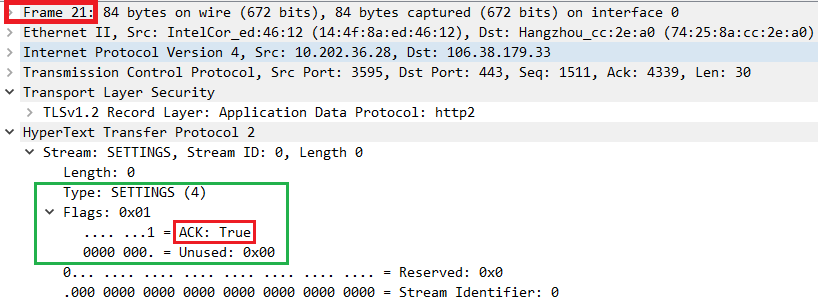 Frame 21: 84 bytes on wire (672 bits), 84 bytes captured (672 bits) on interface 0
Ethernet II, Src: IntelCor_ed:46:12 (14:4f:8a:ed:46:12), Dst: Hangzhou_cc:2e:a0 (74:25:8a:cc:2e:a0)
Internet Protocol Version 4, Src: 10.202.36.28, Dst: 106.38.179.33
Transmission Control Protocol, Src Port: 3595, Dst Port: 443, Seq: 1511, Ack: 4339, Len: 30
Transport Layer Security
TLSv1.2 Record Layer: Application Data Protocol: http2
HyperText Transfer Protocol 2
Stream: SETTINGS, Stream ID: 0, Length 0
Length: 0
Type: SETTINGS (4)
Flags: 0x01
.... ...1 = ACK: True
0000 000. = Unused: 0x00
0... .... .... .... .... .... .... .... = Reserved: 0x0
.000 0000 0000 0000 0000 0000 0000 0000 = Stream Identifier: 0